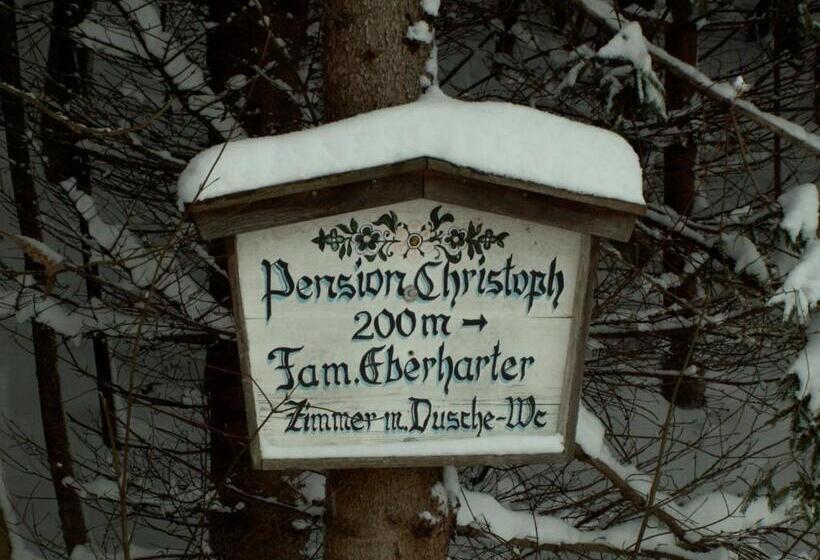 Pension Christoph
200m →
Fam. Eberharter
Zimmer m. Dusche-Wc